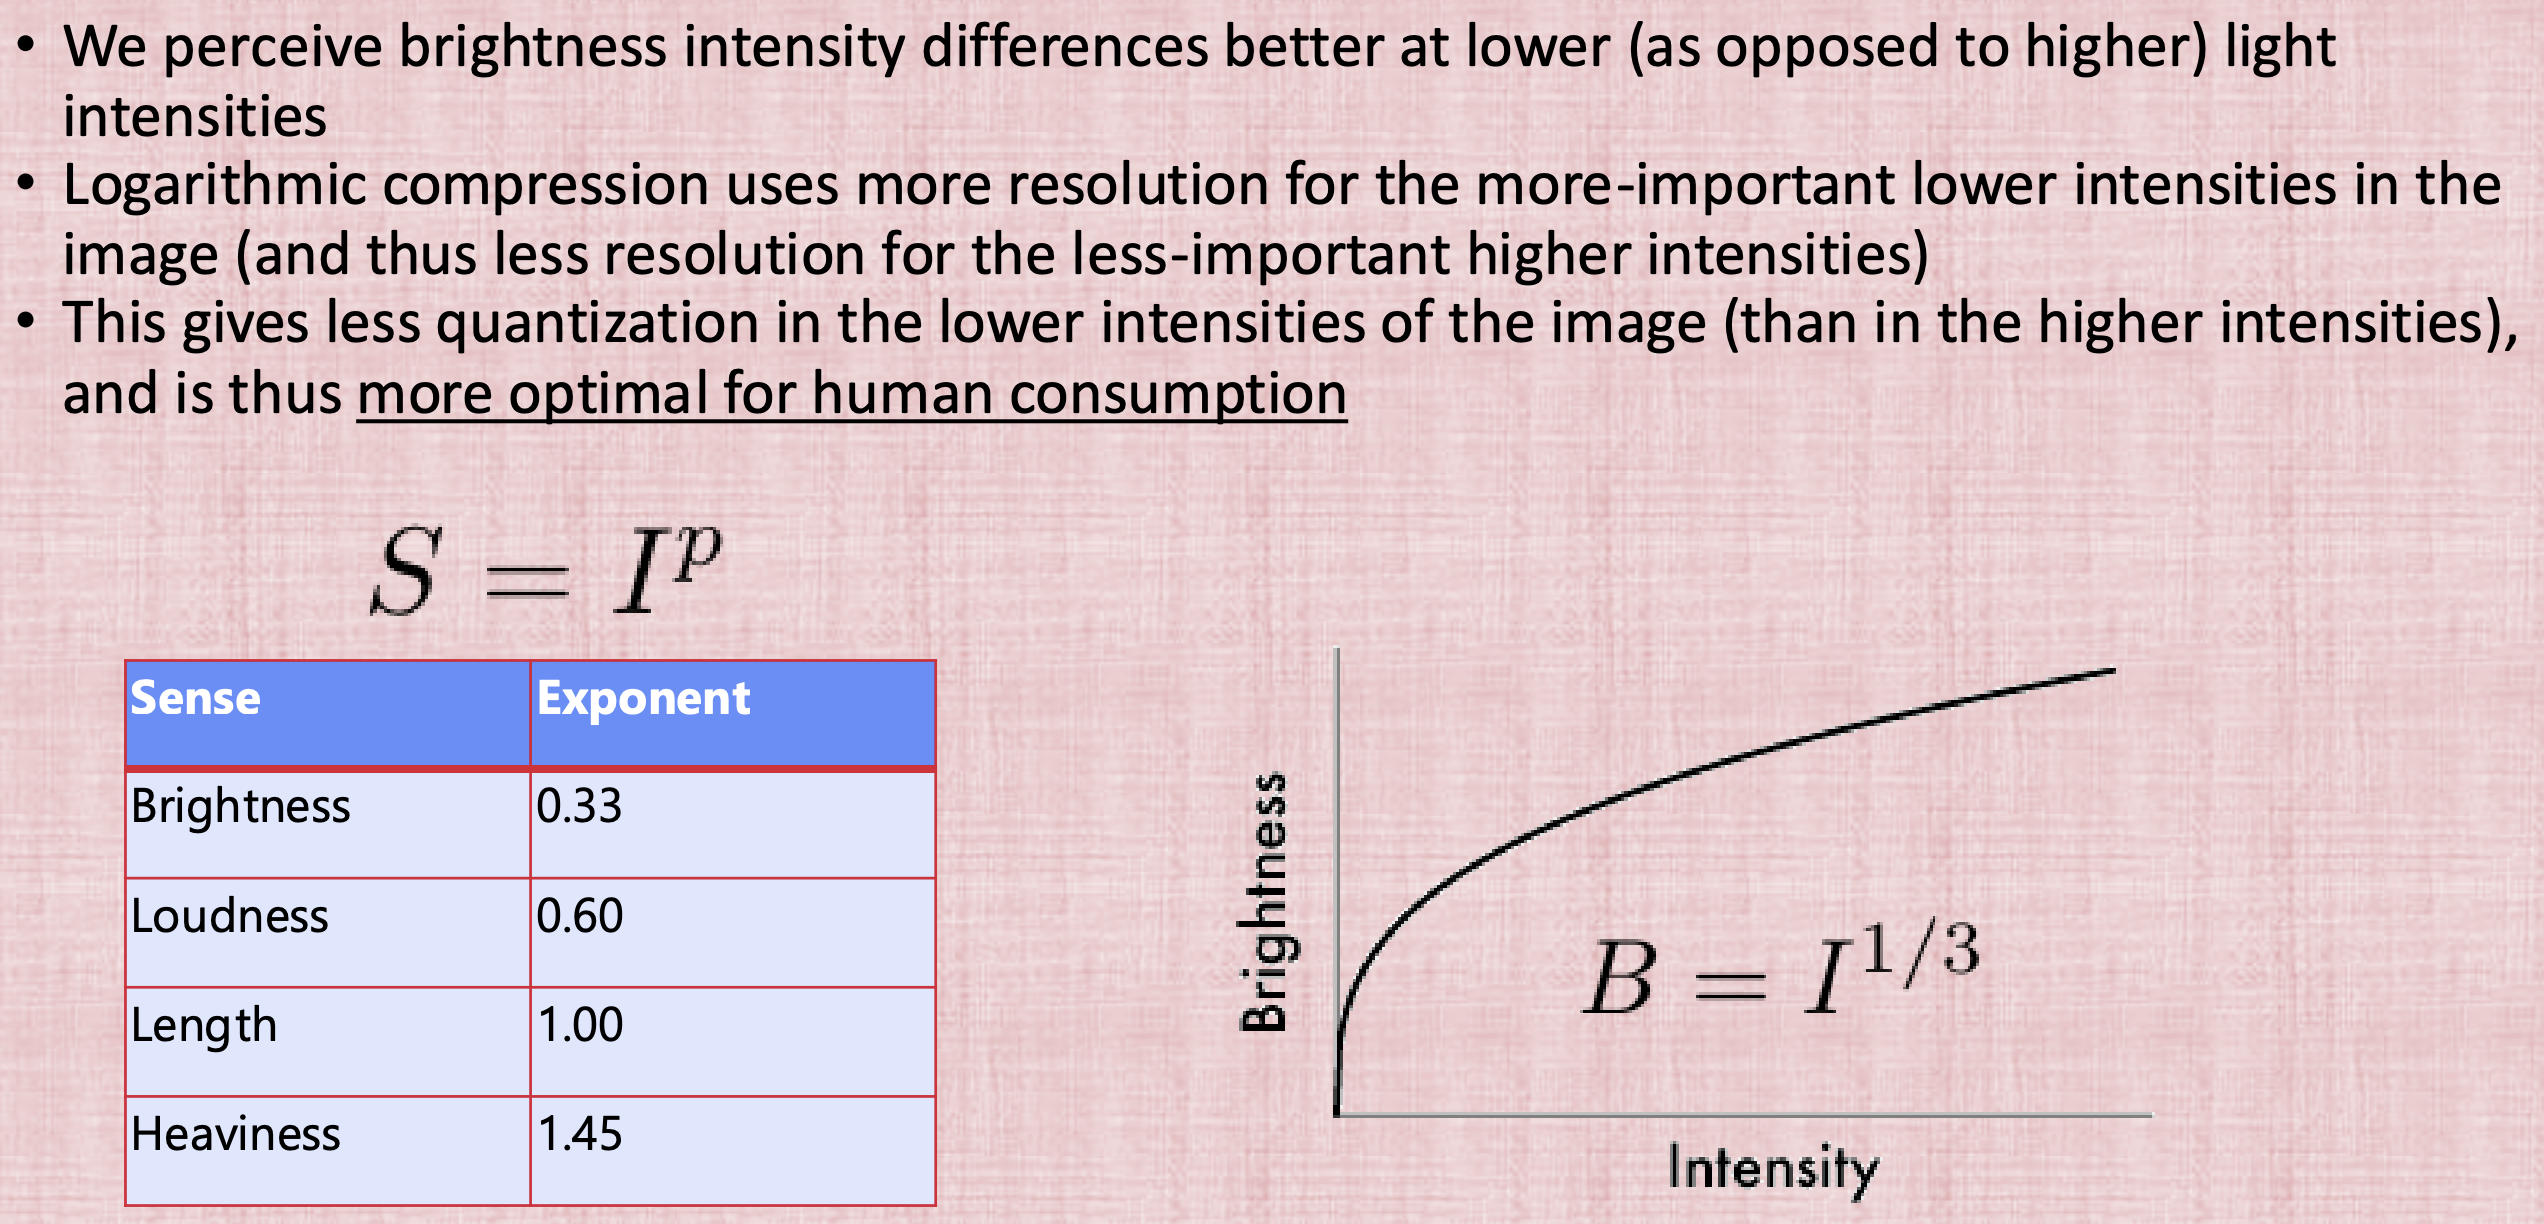 • We perceive brightness intensity differences better at lower (as opposed to higher) light
intensities
• Logarithmic compression uses more resolution for the more-important lower intensities in the
image (and thus less resolution for the less-important higher intensities)
• This gives less quantization in the lower intensities of the image (than in the higher intensities),
and is thus more optimal for human consumption
S = I^p
Sense Exponent
Brightness 0.33
Loudness 0.60
Length 1.00
Heaviness 1.45
Brightness
B = I^{1/3}
Intensity